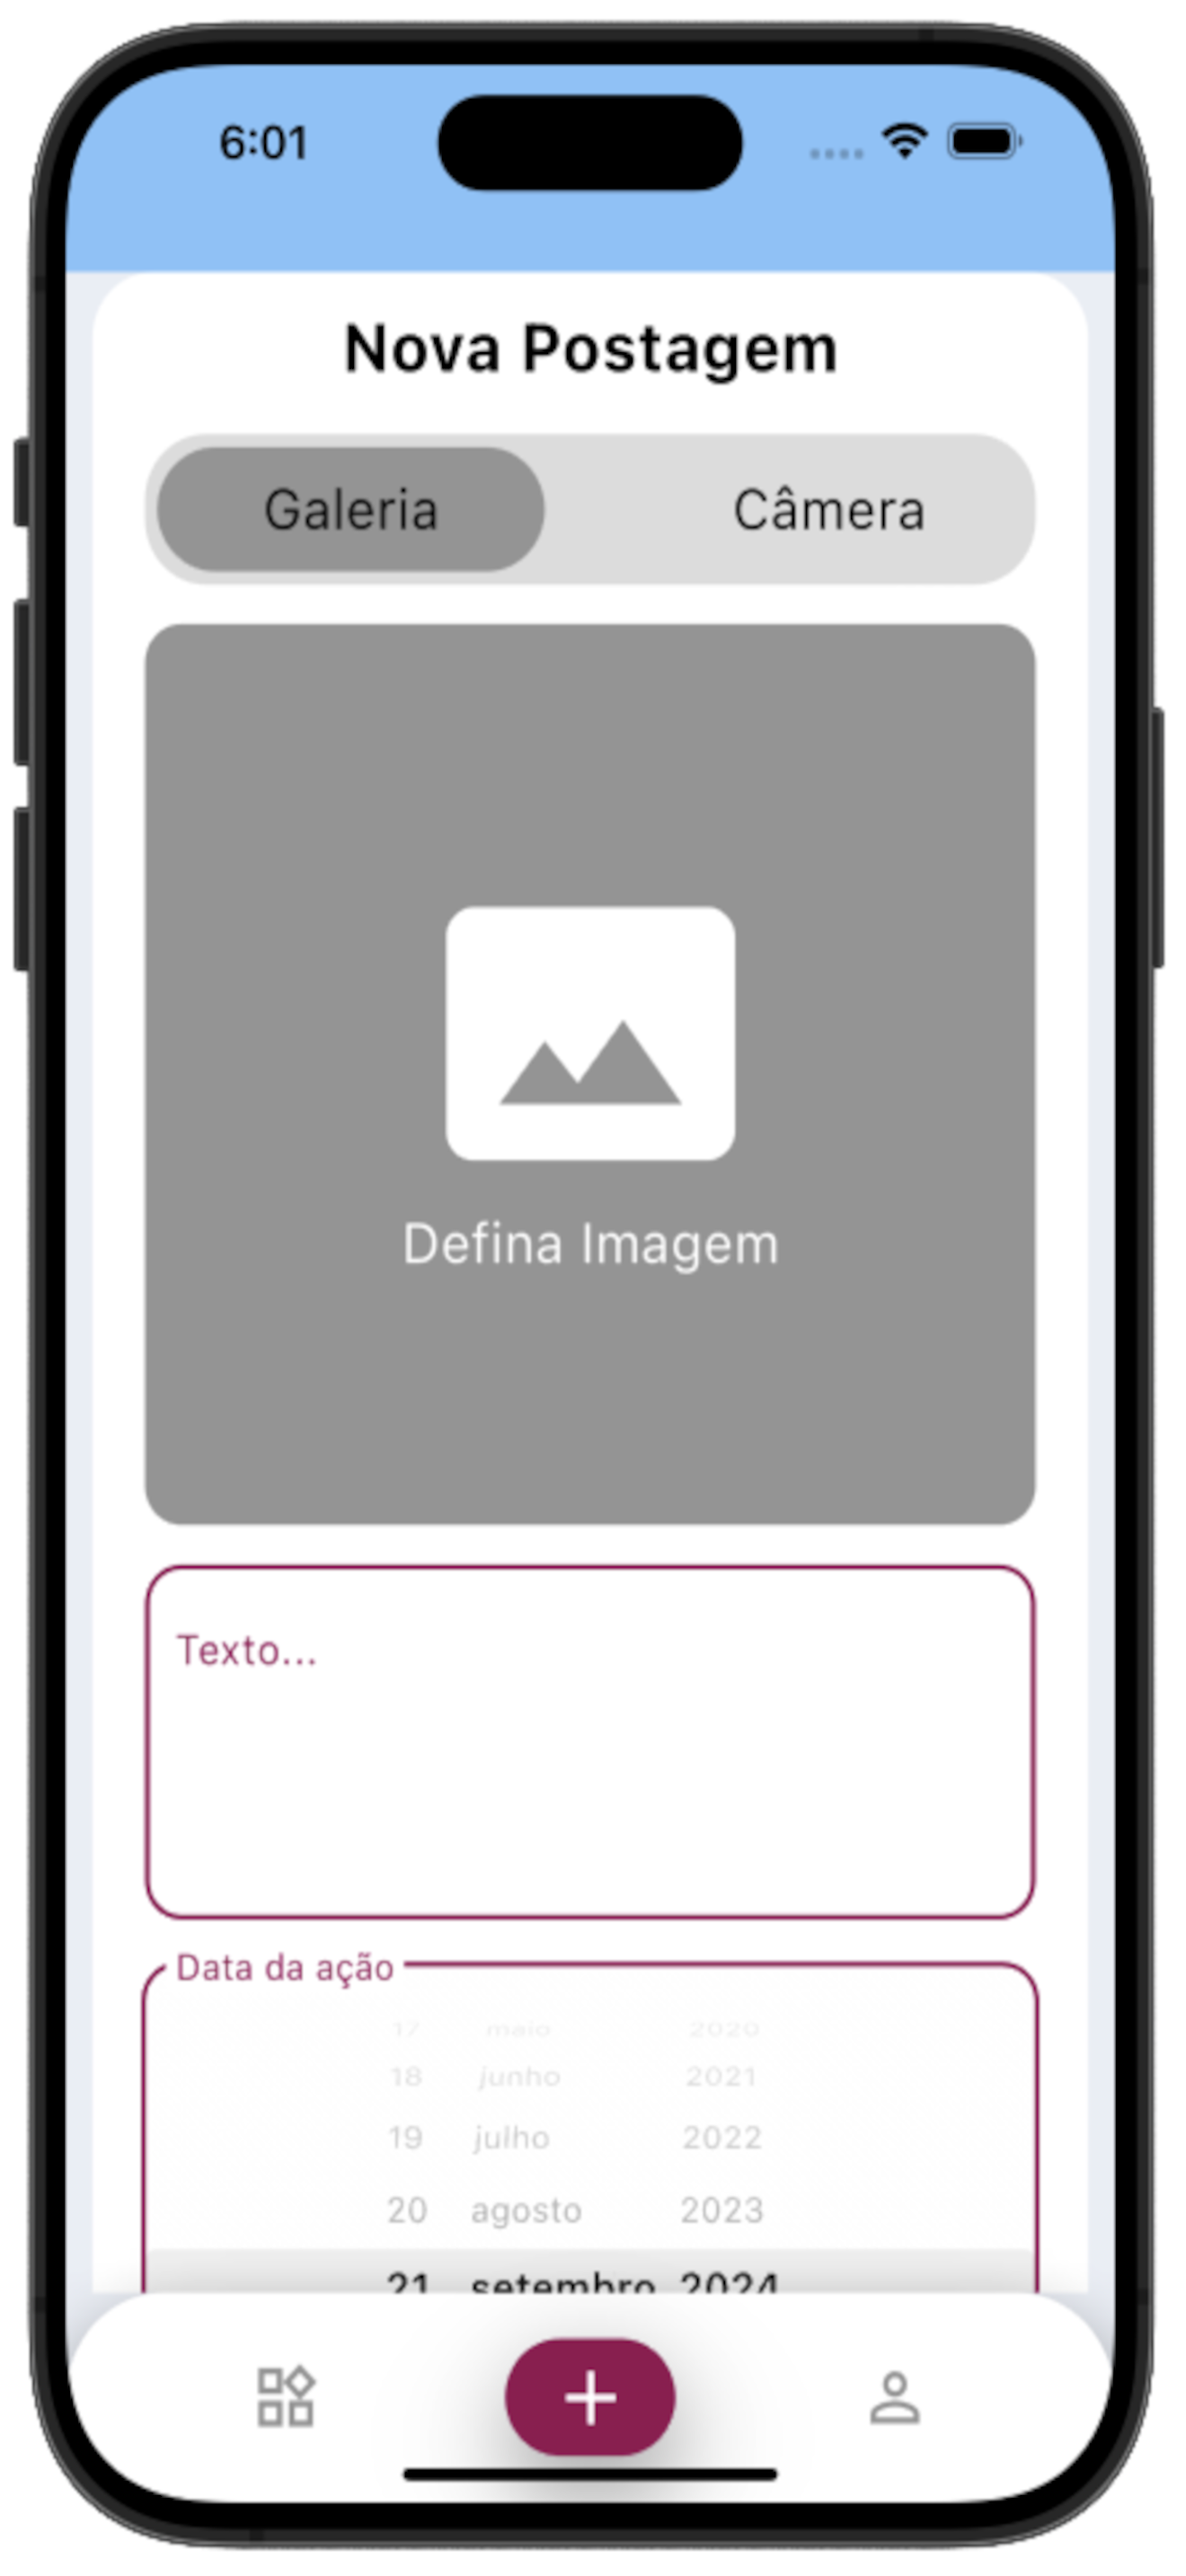 6:01
Nova Postagem
Galeria Câmera
Defina Imagem
Texto...
Data da ação
17 maio 2020
18 junho 2021
19 julho 2022
20 agosto 2023
21 setembro 2024